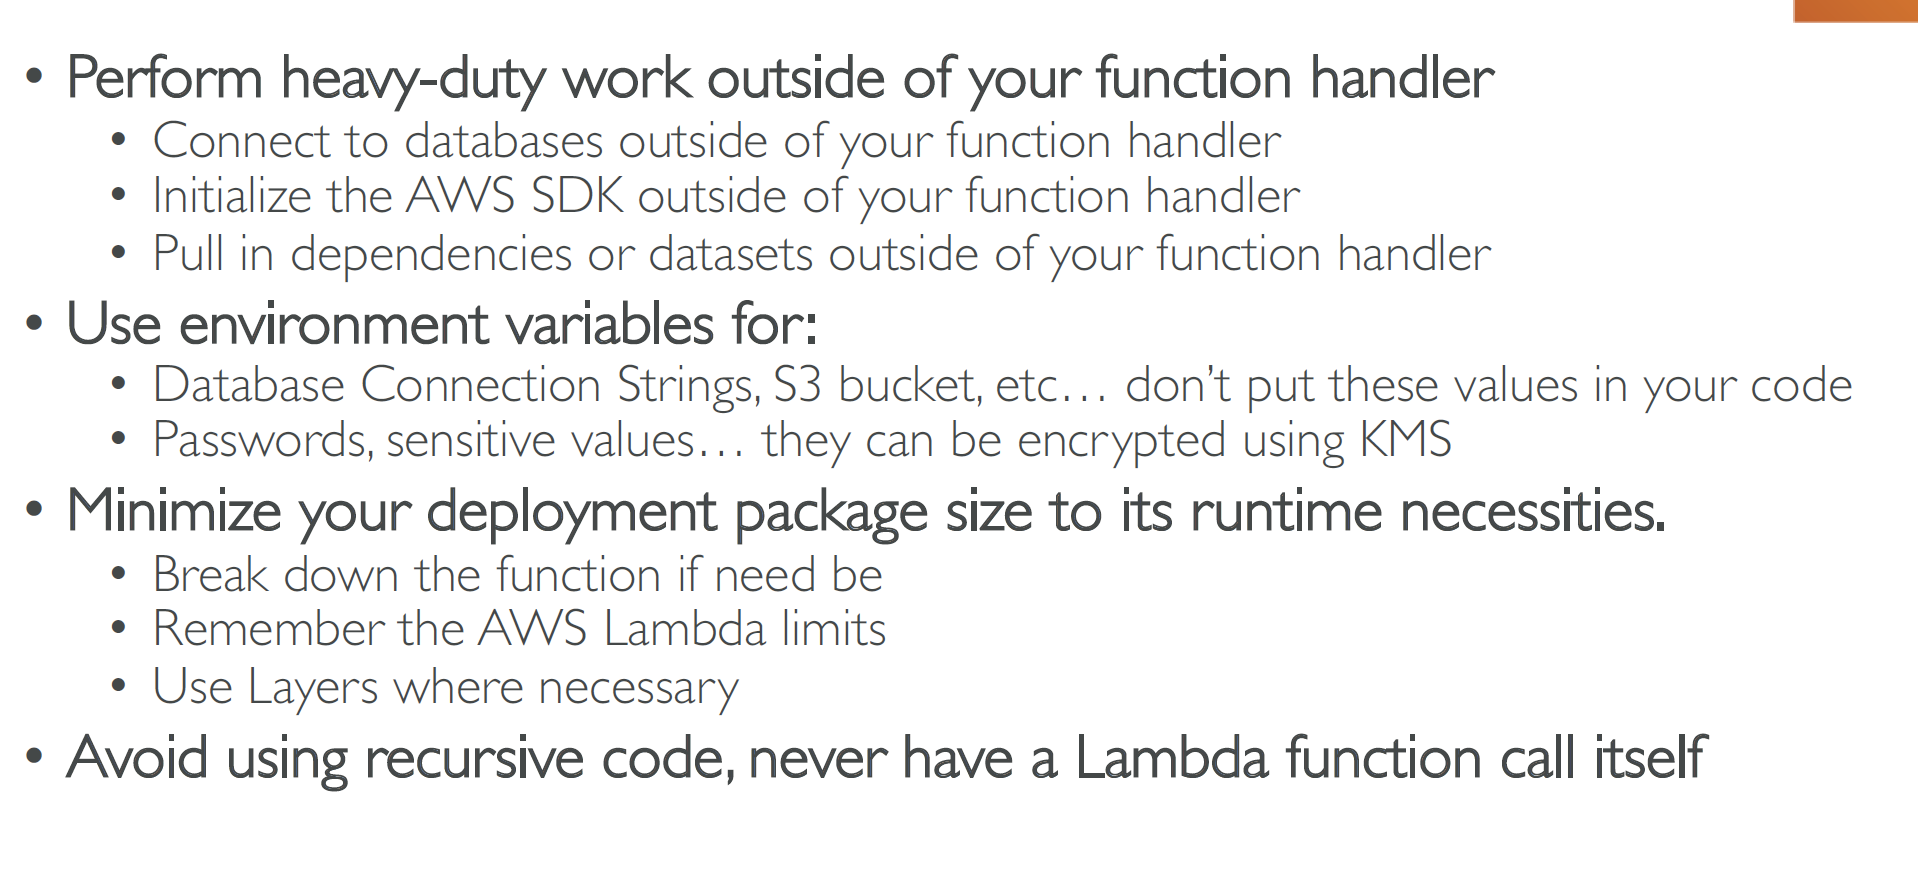 • Perform heavy-duty work outside of your function handler
• Connect to databases outside of your function handler
• Initialize the AWS SDK outside of your function handler
• Pull in dependencies or datasets outside of your function handler
• Use environment variables for:
• Database Connection Strings, S3 bucket, etc… don’t put these values in your code
• Passwords, sensitive values… they can be encrypted using KMS
• Minimize your deployment package size to its runtime necessities.
• Break down the function if need be
• Remember the AWS Lambda limits
• Use Layers where necessary
• Avoid using recursive code, never have a Lambda function call itself